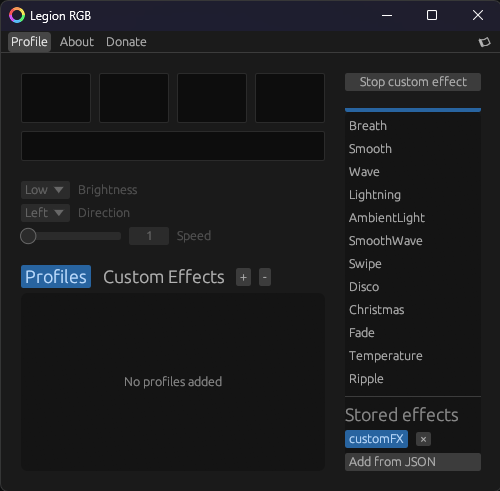 Legion RGB
Profile About Donate
Stop custom effect
Breath
Smooth
Wave
Lightning
AmbientLight
SmoothWave
Swipe
Disco
Christmas
Fade
Temperature
Ripple
Low Brightness
Left Direction
1 Speed
Profiles Custom Effects + -
No profiles added
Stored effects
customFX ×
Add from JSON